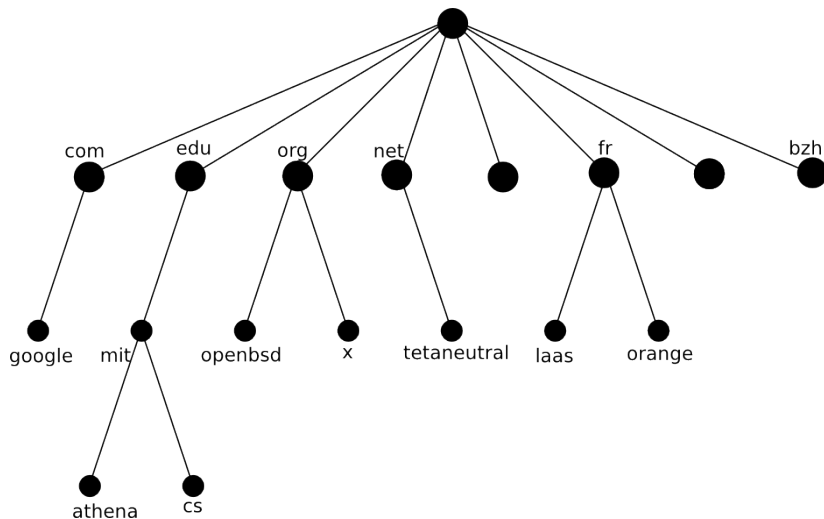 com
edu
org
net
fr
bzh
google
mit
openbsd
x
tetaneutral
laas
orange
athena
cs